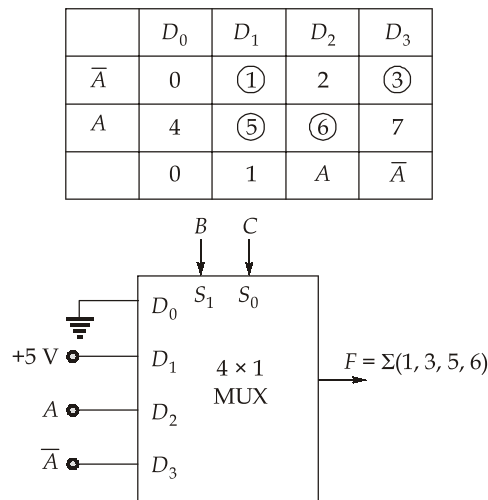 D₀ D₁ D₂ D₃
A̅ 0 1 2 3
A 4 5 6 7
0 1 A A̅
B C
S₁ S₀
D₀
+5 V D₁
4 × 1
MUX
F = Σ(1, 3, 5, 6)
A D₂
A̅ D₃